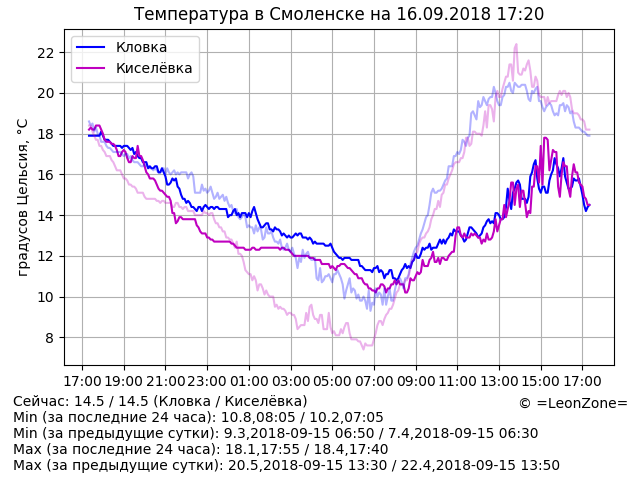 Температура в Смоленске на 16.09.2018 17:20
Кловка
Киселёвка
градусов Цельсия, °C
22
20
18
16
14
12
10
8
17:00 19:00 21:00 23:00 01:00 03:00 05:00 07:00 09:00 11:00 13:00 15:00 17:00
Сейчас: 14.5 / 14.5 (Кловка / Киселёвка)
© =LeonZone=
Min (за последние 24 часа): 10.8,08:05 / 10.2,07:05
Min (за предыдущие сутки): 9.3,2018-09-15 06:50 / 7.4,2018-09-15 06:30
Max (за последние 24 часа): 18.1,17:55 / 18.4,17:40
Max (за предыдущие сутки): 20.5,2018-09-15 13:30 / 22.4,2018-09-15 13:50